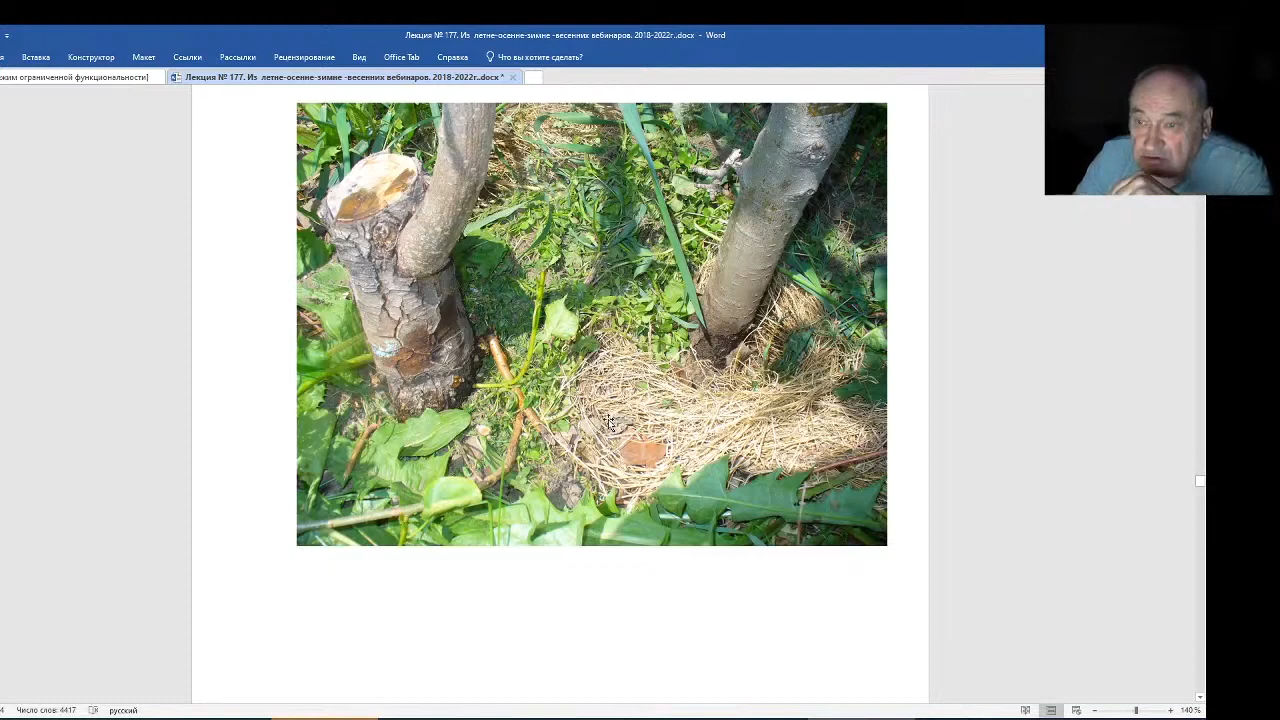 Лекция № 177. Из летне-осенне-зимне -весенних вебинаров. 2018-2022г..docx - Word
я Вставка Конструктор Макет Ссылки Рассылки Рецензирование Вид Office Tab Справка Что вы хотите сделать?
жим ограниченной функциональности] Лекция № 177. Из летне-осенне-зимне -весенних вебинаров. 2018-2022г..docx *
4 Число слов: 4417 русский 140 %